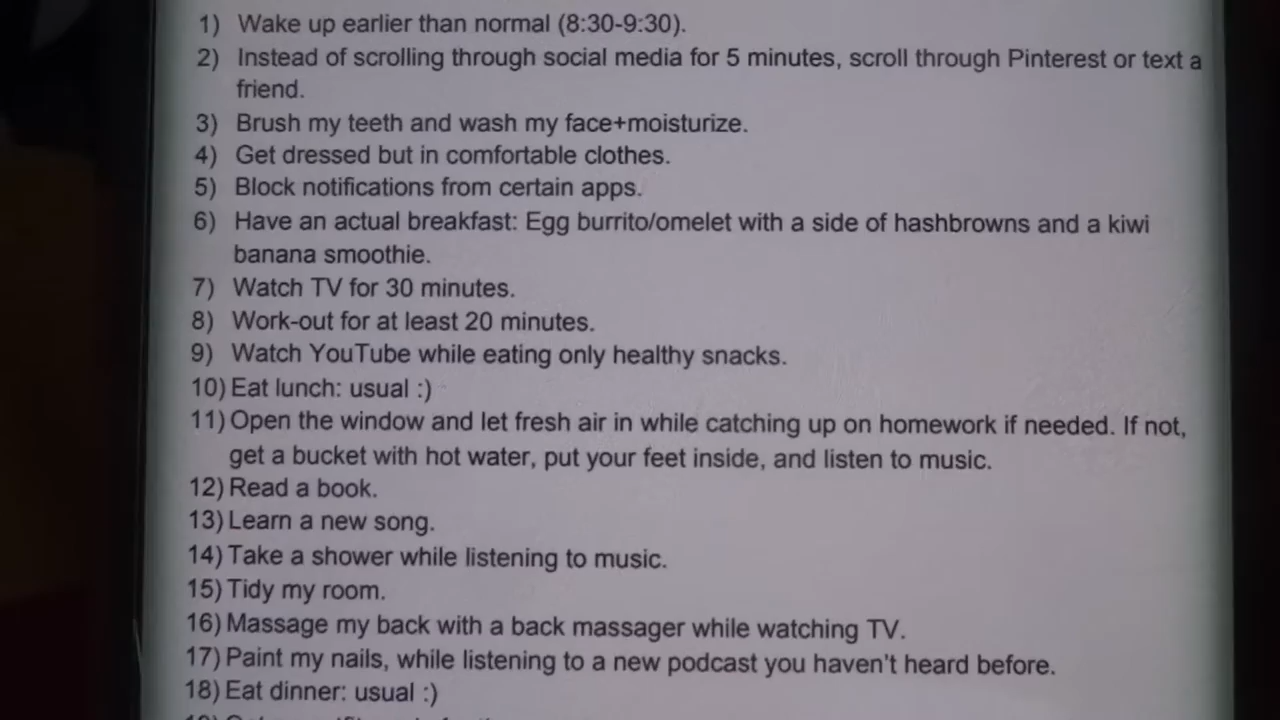 1) Wake up earlier than normal (8:30-9:30).
2) Instead of scrolling through social media for 5 minutes, scroll through Pinterest or text a
friend.
3) Brush my teeth and wash my face+moisturize.
4) Get dressed but in comfortable clothes.
5) Block notifications from certain apps.
6) Have an actual breakfast: Egg burrito/omelet with a side of hashbrowns and a kiwi
banana smoothie.
7) Watch TV for 30 minutes.
8) Work-out for at least 20 minutes.
9) Watch YouTube while eating only healthy snacks.
10) Eat lunch: usual :)
11) Open the window and let fresh air in while catching up on homework if needed. If not,
get a bucket with hot water, put your feet inside, and listen to music.
12) Read a book.
13) Learn a new song.
14) Take a shower while listening to music.
15) Tidy my room.
16) Massage my back with a back massager while watching TV.
17) Paint my nails, while listening to a new podcast you haven't heard before.
18) Eat dinner: usual :)